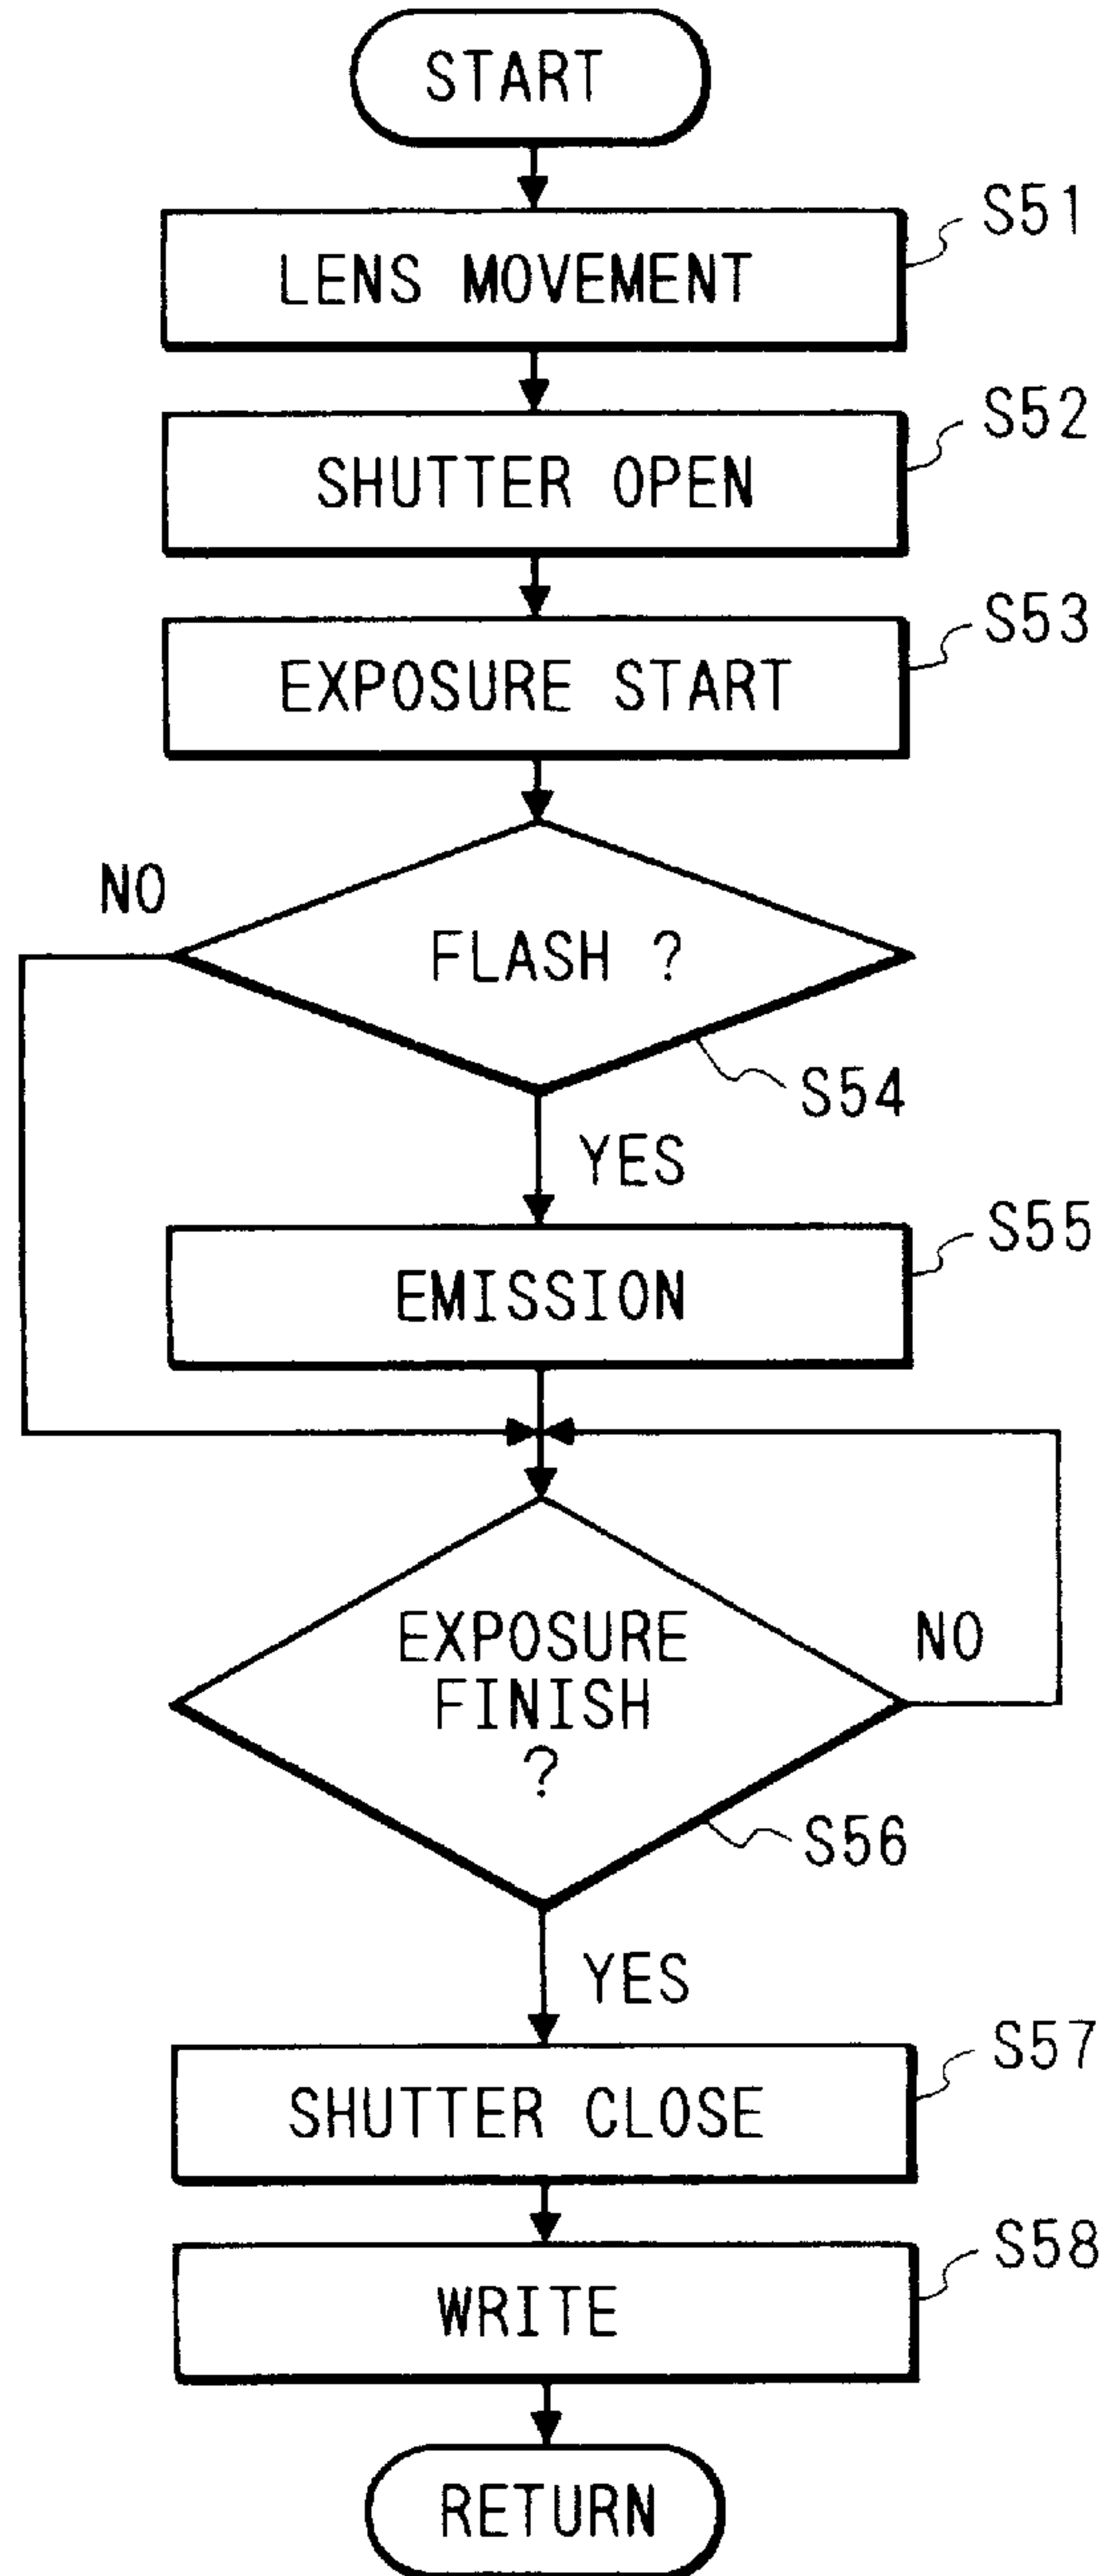 START
S51
LENS MOVEMENT
S52
SHUTTER OPEN
S53
EXPOSURE START
NO
FLASH ?
S54
YES
S55
EMISSION
EXPOSURE
NO
FINISH
?
S56
YES
S57
SHUTTER CLOSE
S58
WRITE
RETURN